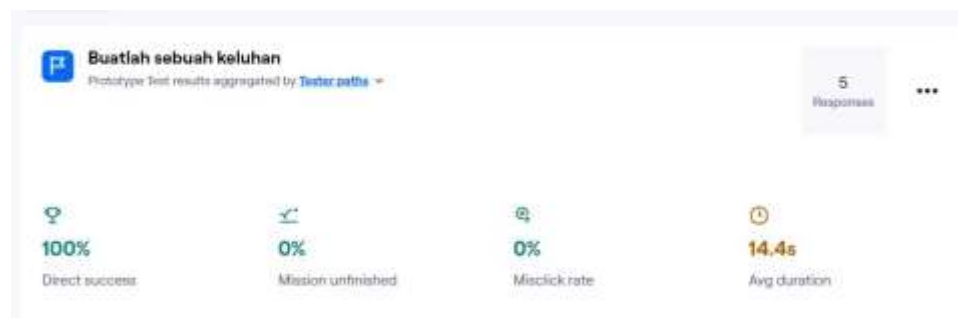 Buatlah sebuah keluhan
Prototype Test results aggregated by Tester paths
5
Responses
100%
0%
0%
14.4s
Direct success
Mission unfinished
Misclick rate
Avg duration